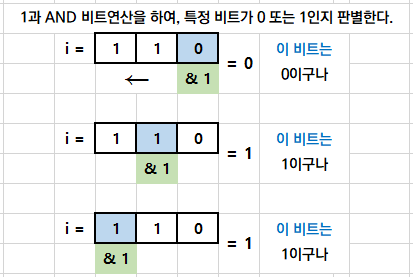 1과 AND 비트연산을 하여, 특정 비트가 0 또는 1인지 판별한다.
i = 1 1 0 = 0 이 비트는
← & 1 0이구나
i = 1 1 0 = 1 이 비트는
& 1 1이구나
i = 1 1 0 = 1 이 비트는
& 1 1이구나